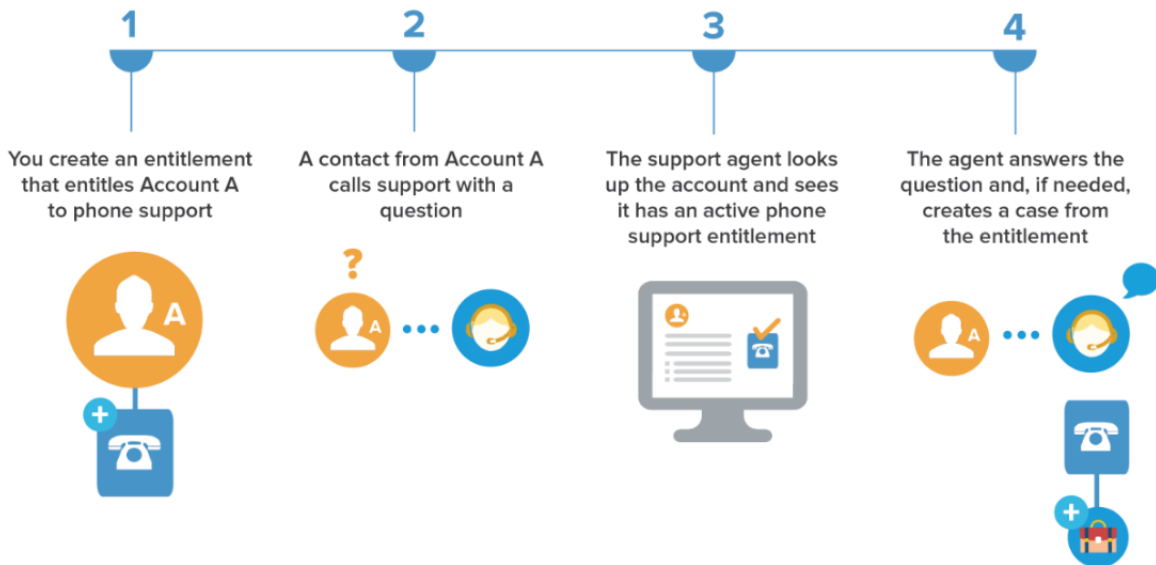 1
2
3
4
You create an entitlement
that entitles Account A
to phone support
A contact from Account A
calls support with a
question
The support agent looks
up the account and sees
it has an active phone
support entitlement
The agent answers the
question and, if needed,
creates a case from
the entitlement
A
?
A
A